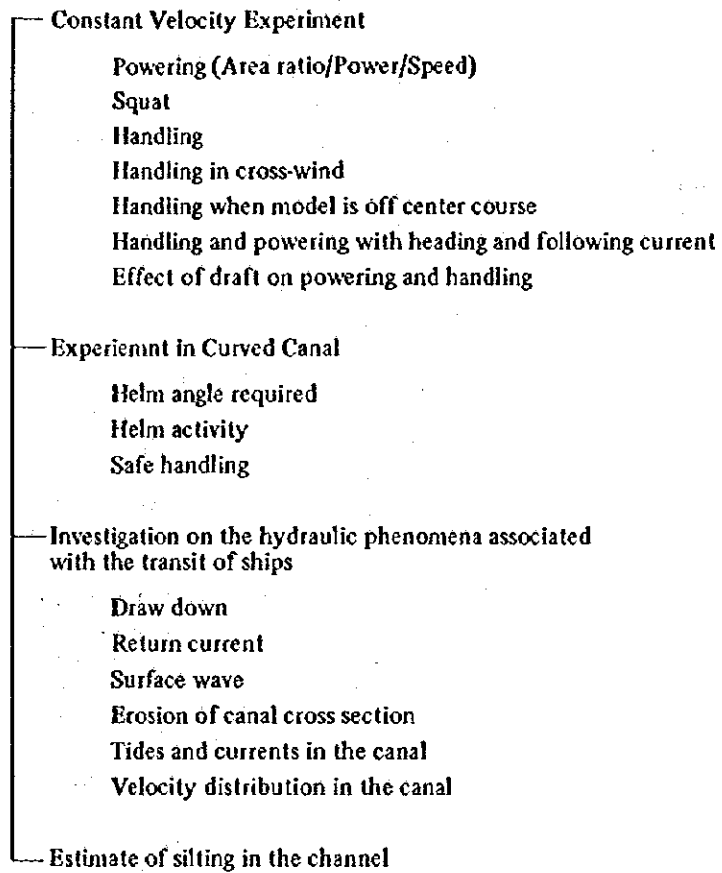 Constant Velocity Experiment
Powering (Area ratio/Power/Speed)
Squat
Handling
Handling in cross-wind
Handling when model is off center course
Handling and powering with heading and following current
Effect of draft on powering and handling
Experiemnt in Curved Canal
Helm angle required
Helm activity
Safe handling
Investigation on the hydraulic phenomena associated
with the transit of ships
Draw down
Return current
Surface wave
Erosion of canal cross section
Tides and currents in the canal
Velocity distribution in the canal
Estimate of silting in the channel